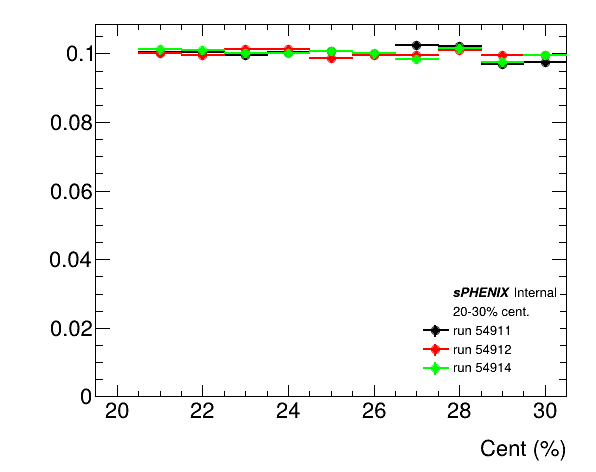 0.1
0.08
0.06
0.04
0.02
0
20 22 24 26 28 30
Cent (%)
sPHENIX Internal
20-30% cent.
run 54911
run 54912
run 54914